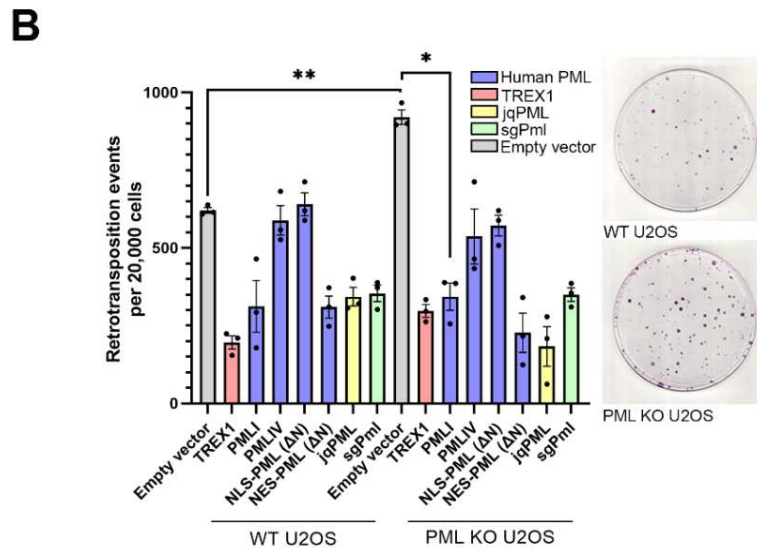 B
**
*
Human PML
TREX1
jqPML
sgPml
Empty vector
Retrotransposition events
per 20,000 cells
1000
500
0
Empty vector
TREX1
PMLI
PMLIV
NLS-PML (ΔN)
NES-PML (ΔN)
jqPML
sgPml
Empty vector
TREX1
PMLI
PMLIV
NLS-PML (ΔN)
NES-PML (ΔN)
jqPML
sgPml
WT U2OS
PML KO U2OS
WT U2OS
PML KO U2OS